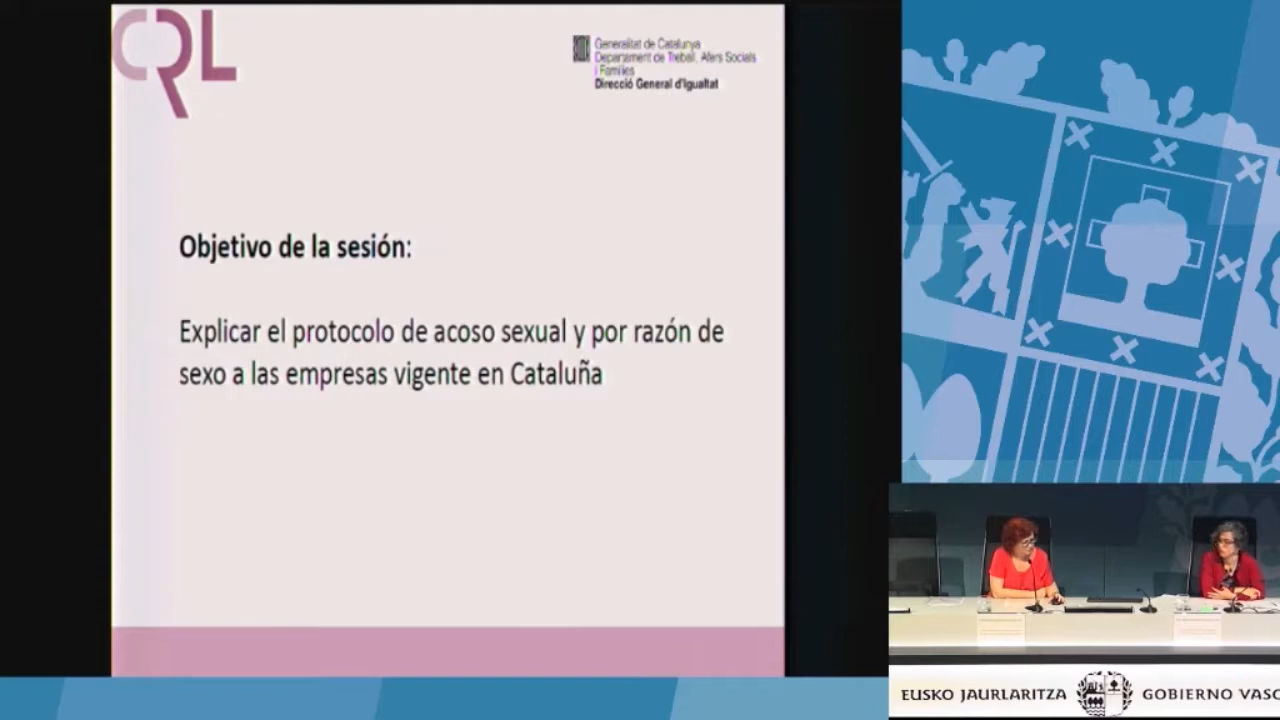 CRL
Generalitat de Catalunya
Departament de Treball, Afers Socials
i Famílies
Direcció General d'Igualtat
Objetivo de la sesión:
Explicar el protocolo de acoso sexual y por razón de
sexo a las empresas vigente en Cataluña
EUSKO JAURLARITZA GOBIERNO VASC